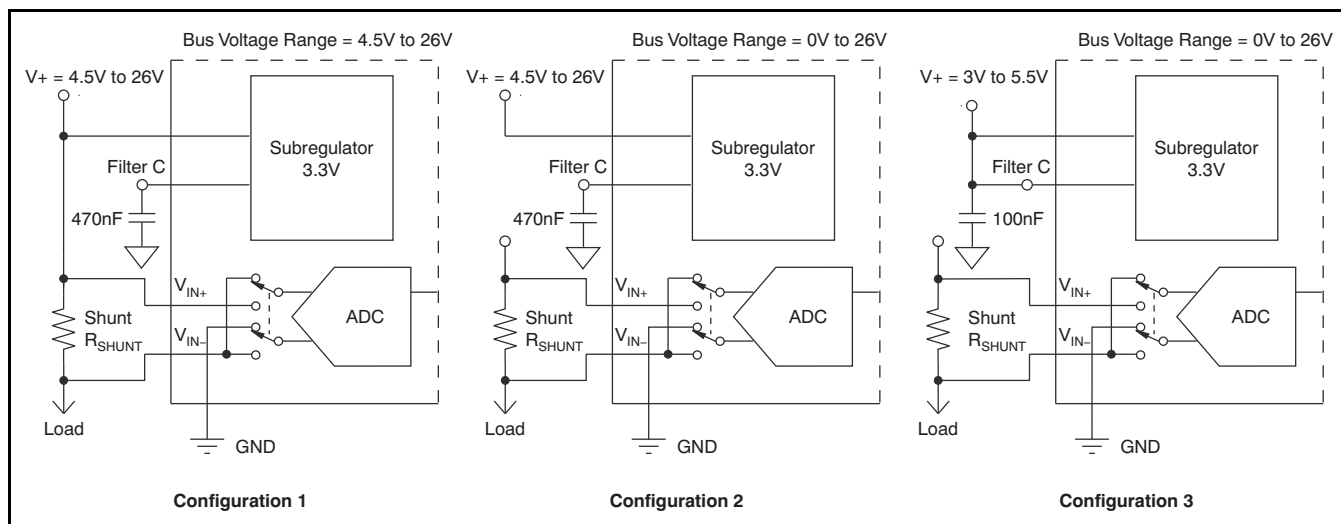 Bus Voltage Range = 4.5V to 26V
V+ = 4.5V to 26V
Subregulator
3.3V
Filter C
470nF
VIN+
Shunt
RSHUNT
VIN–
ADC
Load
GND
Configuration 1
Bus Voltage Range = 0V to 26V
V+ = 4.5V to 26V
Subregulator
3.3V
Filter C
470nF
VIN+
Shunt
RSHUNT
VIN–
ADC
Load
GND
Configuration 2
Bus Voltage Range = 0V to 26V
V+ = 3V to 5.5V
Subregulator
3.3V
Filter C
100nF
VIN+
Shunt
RSHUNT
VIN–
ADC
Load
GND
Configuration 3